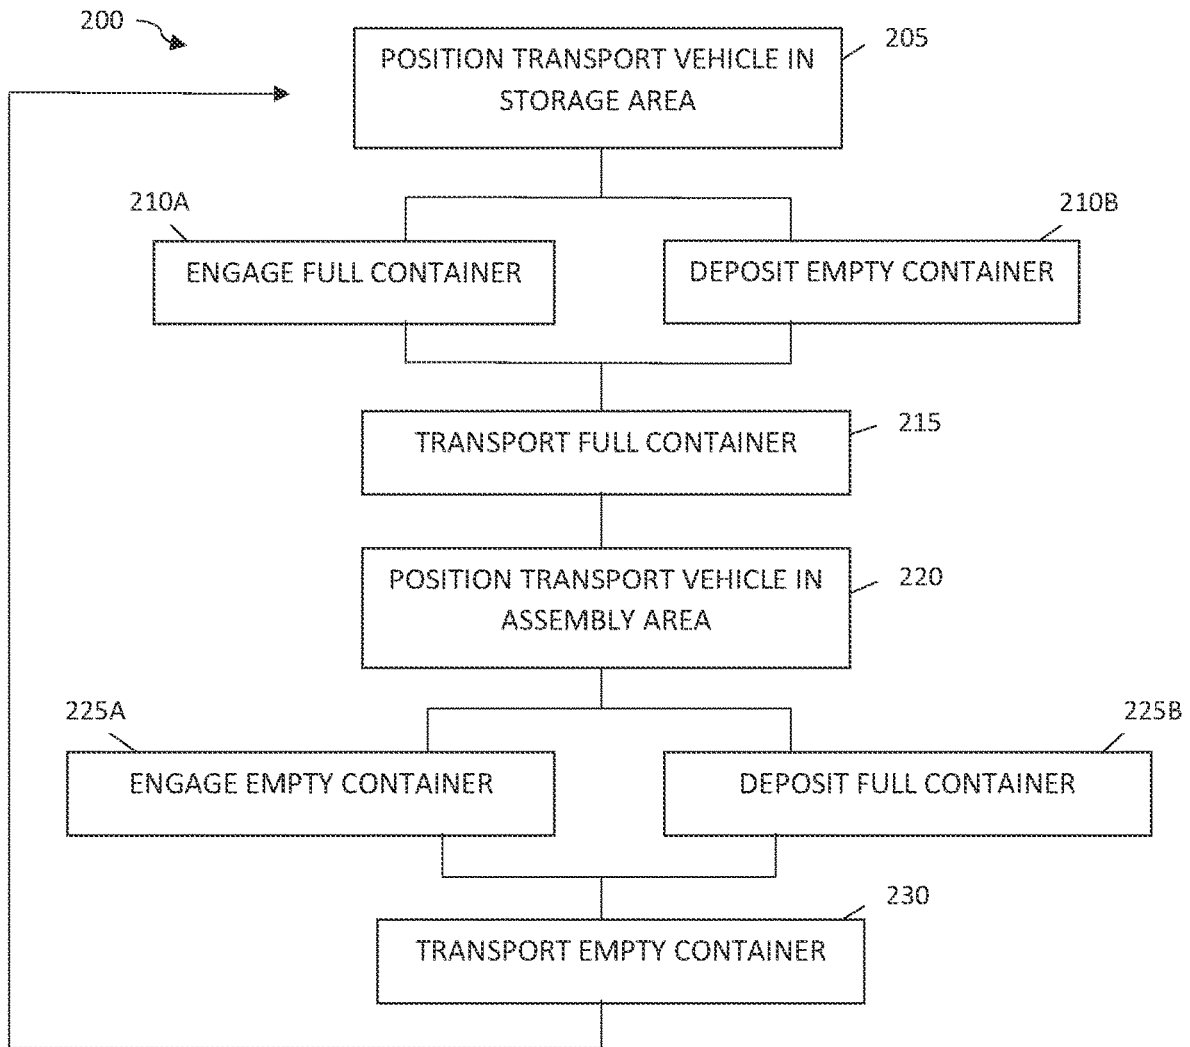 200
205
POSITION TRANSPORT VEHICLE IN
STORAGE AREA
210A
210B
ENGAGE FULL CONTAINER
DEPOSIT EMPTY CONTAINER
215
TRANSPORT FULL CONTAINER
220
POSITION TRANSPORT VEHICLE IN
ASSEMBLY AREA
225A
225B
ENGAGE EMPTY CONTAINER
DEPOSIT FULL CONTAINER
230
TRANSPORT EMPTY CONTAINER